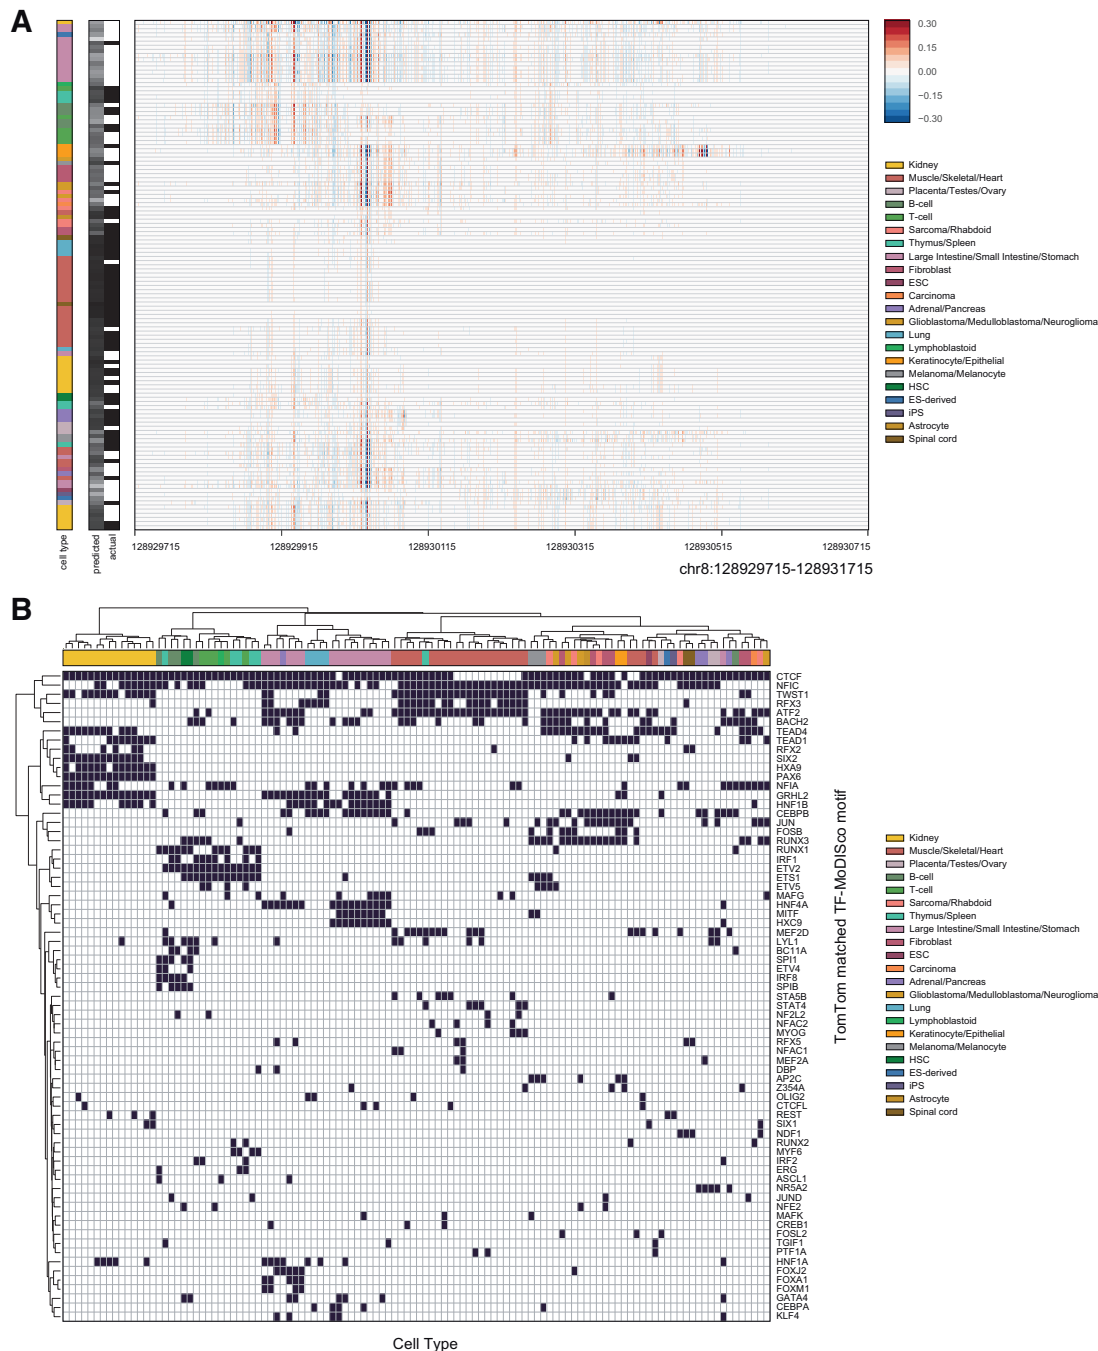 A
0.30
0.15
0.00
−0.15
−0.30
Kidney
Muscle/Skeletal/Heart
Placenta/Testes/Ovary
B-cell
T-cell
Sarcoma/Rhabdoid
Thymus/Spleen
Large Intestine/Small Intestine/Stomach
Fibroblast
ESC
Carcinoma
Adrenal/Pancreas
Glioblastoma/Medulloblastoma/Neuroglioma
Lung
Lymphoblastoid
Keratinocyte/Epithelial
Melanoma/Melanocyte
HSC
ES-derived
iPS
Astrocyte
Spinal cord
cell type
predicted
actual
128929715
128929915
128930115
128930315
128930515
128930715
chr8:128929715-128931715
B
CTCF
NFIC
TWST1
RFX3
ATF2
BACH2
TEAD4
TEAD1
RFX2
SIX2
HXA9
PAX6
NFIA
GRHL2
HNF1B
CEBPB
JUN
FOSB
RUNX3
RUNX1
IRF1
ETV2
ETS1
ETV5
MAFG
HNF4A
MITF
HXC9
MEF2D
LYL1
BC11A
SPI1
ETV4
IRF8
SPIB
STA5B
STAT4
NF2L2
NFAC2
MYOG
RFX5
NFAC1
MEF2A
DBP
AP2C
Z354A
OLIG2
CTCFL
REST
SIX1
NDF1
RUNX2
MYF6
IRF2
ERG
ASCL1
NR5A2
JUND
NFE2
MAFK
CREB1
FOSL2
TGIF1
PTF1A
HNF1A
FOXJ2
FOXA1
FOXM1
GATA4
CEBPA
KLF4
TomTom matched TF-MoDISco motif
Kidney
Muscle/Skeletal/Heart
Placenta/Testes/Ovary
B-cell
T-cell
Sarcoma/Rhabdoid
Thymus/Spleen
Large Intestine/Small Intestine/Stomach
Fibroblast
ESC
Carcinoma
Adrenal/Pancreas
Glioblastoma/Medulloblastoma/Neuroglioma
Lung
Lymphoblastoid
Keratinocyte/Epithelial
Melanoma/Melanocyte
HSC
ES-derived
iPS
Astrocyte
Spinal cord
Cell Type